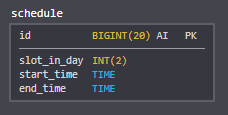 schedule
id BIGINT(20) AI PK
slot_in_day INT(2)
start_time TIME
end_time TIME